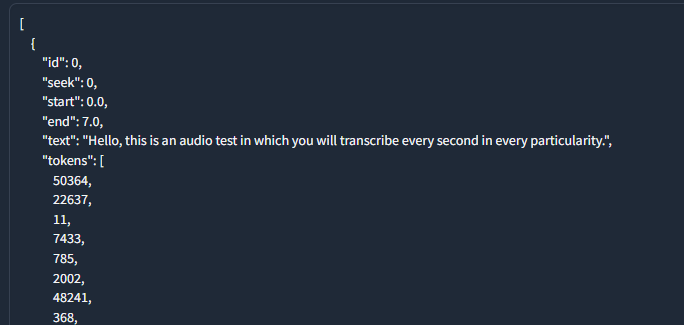 [
{
"id": 0,
"seek": 0,
"start": 0.0,
"end": 7.0,
"text": "Hello, this is an audio test in which you will transcribe every second in every particularity.",
"tokens": [
50364,
22637,
11,
7433,
785,
2002,
48241,
368,